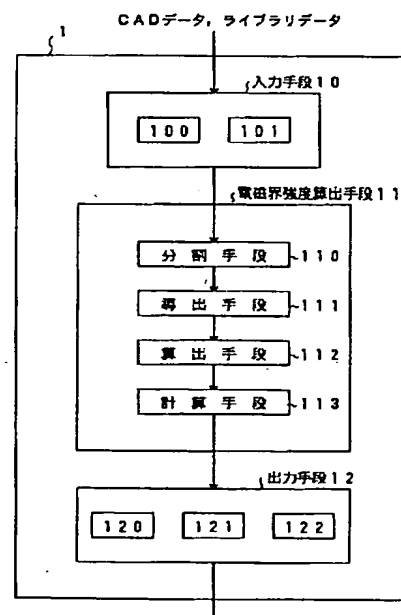 CADデータ，ライブラリデータ
1
入力手段10
100 101
電磁界強度算出手段11
分割手段 110
導出手段 111
算出手段 112
計算手段 113
出力手段12
120 121 122